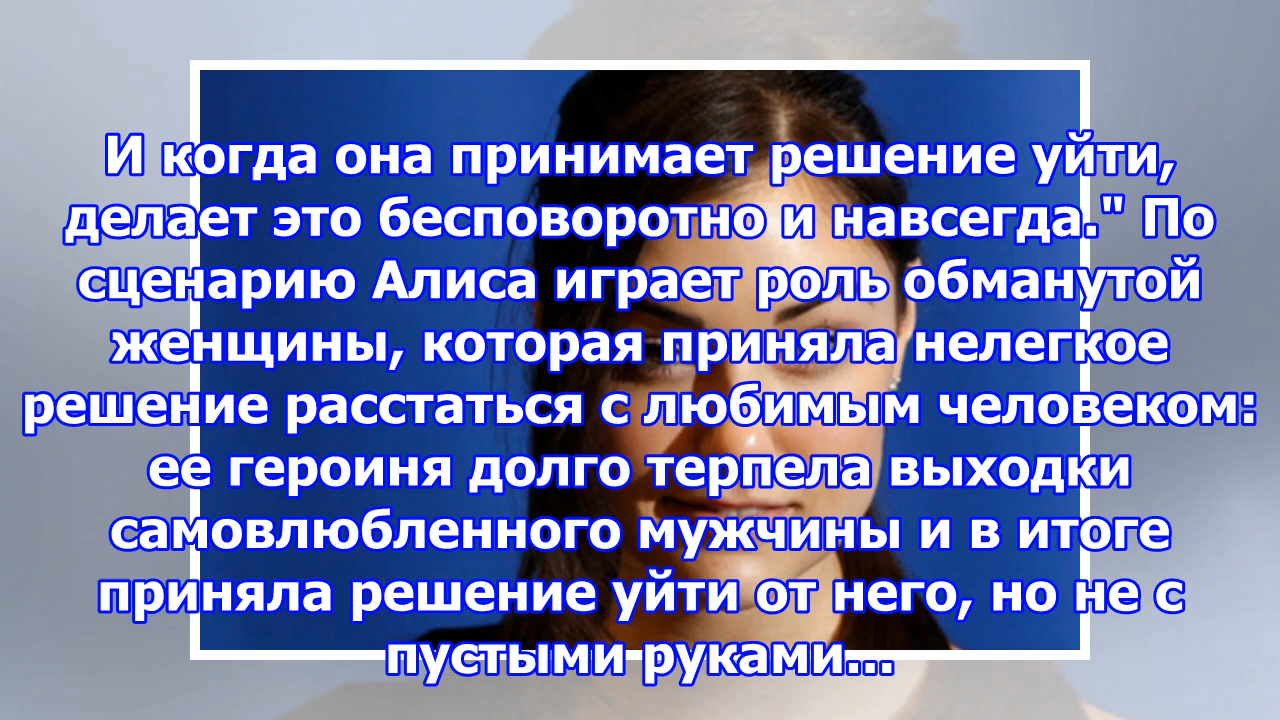 И когда она принимает решение уйти,
делает это бесповоротно и навсегда." По
сценарию Алиса играет роль обманутой
женщины, которая приняла нелегкое
решение расстаться с любимым человеком:
ее героиня долго терпела выходки
самовлюбленного мужчины и в итоге
приняла решение уйти от него, но не с
пустыми руками...